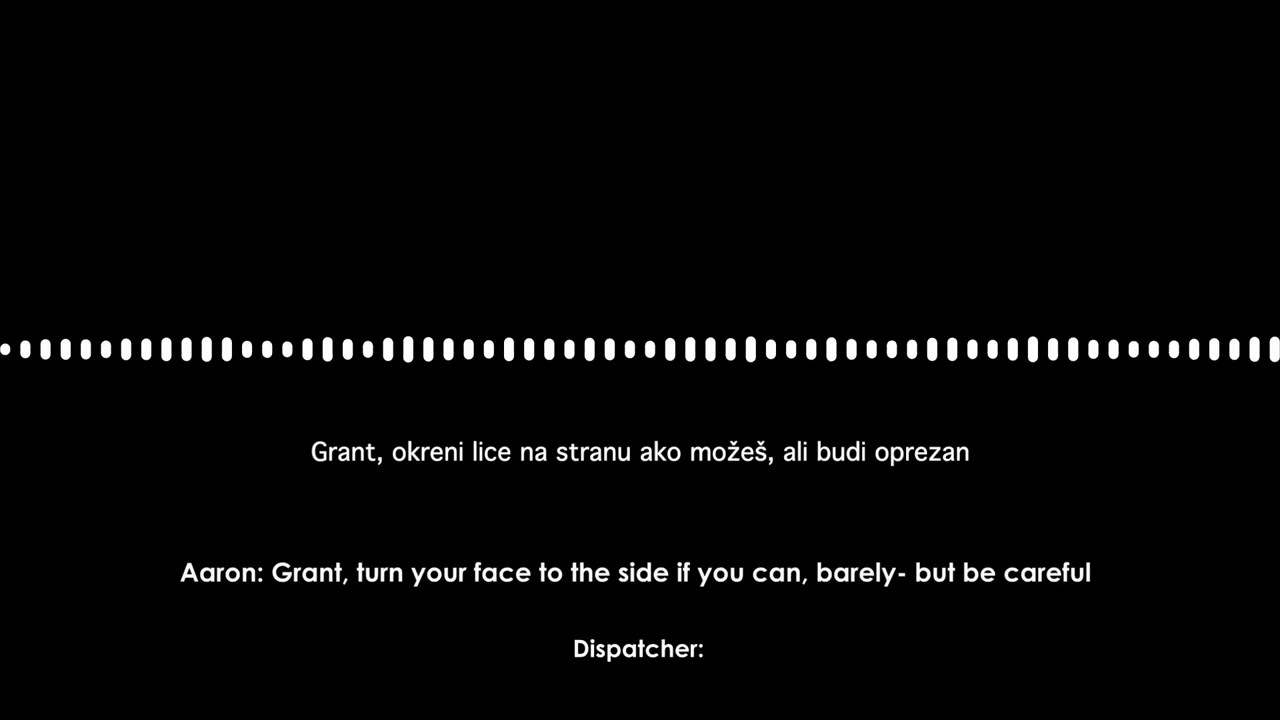 Grant, okreni lice na stranu ako možeš, ali budi oprezan
Aaron: Grant, turn your face to the side if you can, barely- but be careful
Dispatcher: